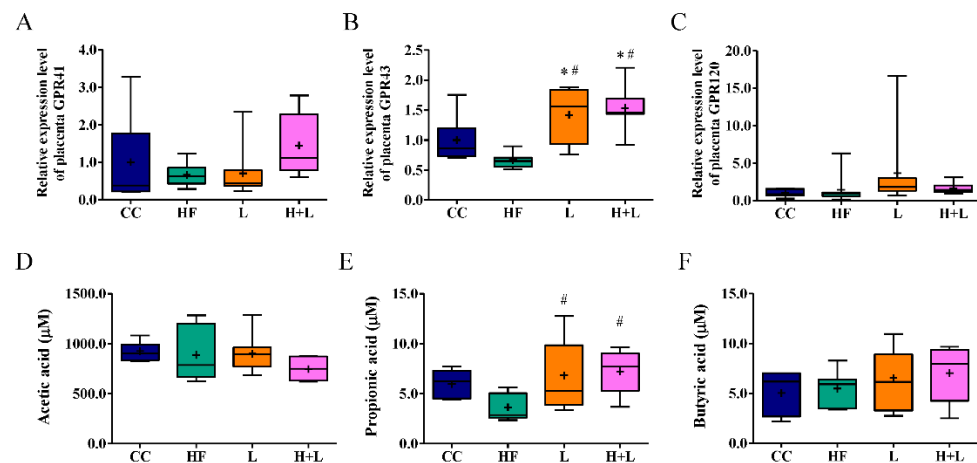 A
Relative expression level
of placenta GPR41
4.0
3.0
2.0
1.0
0.0
CC HF L H+L
B
Relative expression level
of placenta GPR43
2.5
2.0
1.5
1.0
0.5
0.0
*# *#
CC HF L H+L
C
Relative expression level
of placenta GPR120
20.0
15.0
10.0
5.0
0.0
CC HF L H+L
D
Acetic acid (μM)
1500.0
1000.0
500.0
0.0
CC HF L H+L
E
Propionic acid (μM)
15.0
10.0
5.0
0.0
# #
CC HF L H+L
F
Butyric acid (μM)
15.0
10.0
5.0
0.0
CC HF L H+L